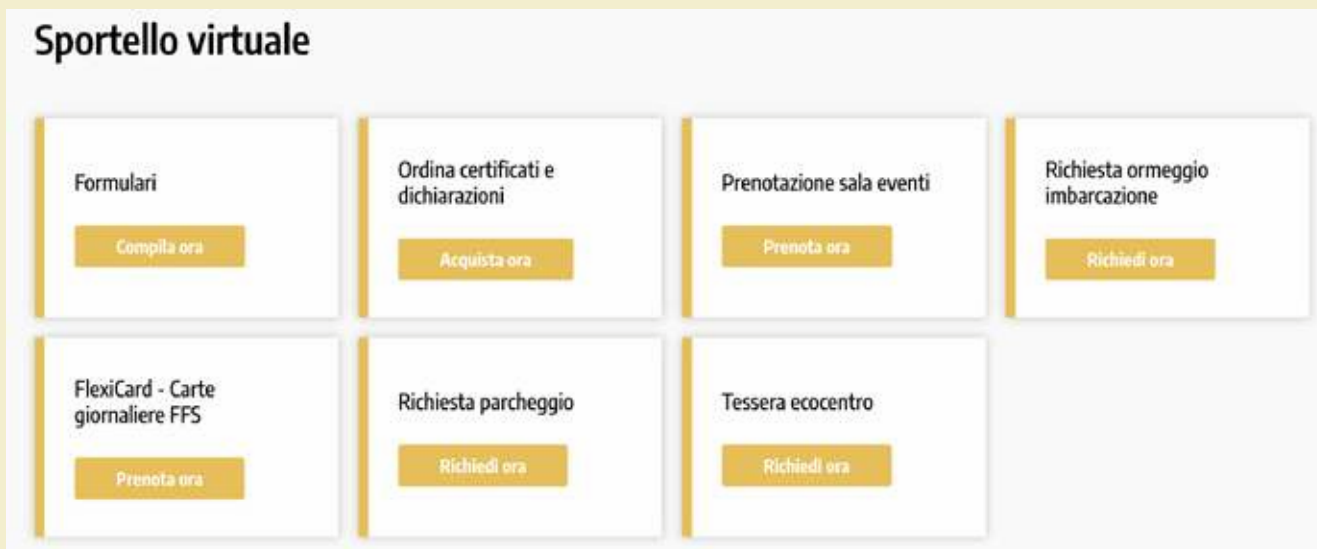 Sportello virtuale
Formulari
Compila ora
Ordina certificati e
dichiarazioni
Acquista ora
Prenotazione sala eventi
Prenota ora
Richiesta ormeggio
imbarcazione
Richiedi ora
FlexiCard - Carte
giornaliere FFS
Prenota ora
Richiesta parcheggio
Richiedi ora
Tessera ecocentro
Richiedi ora